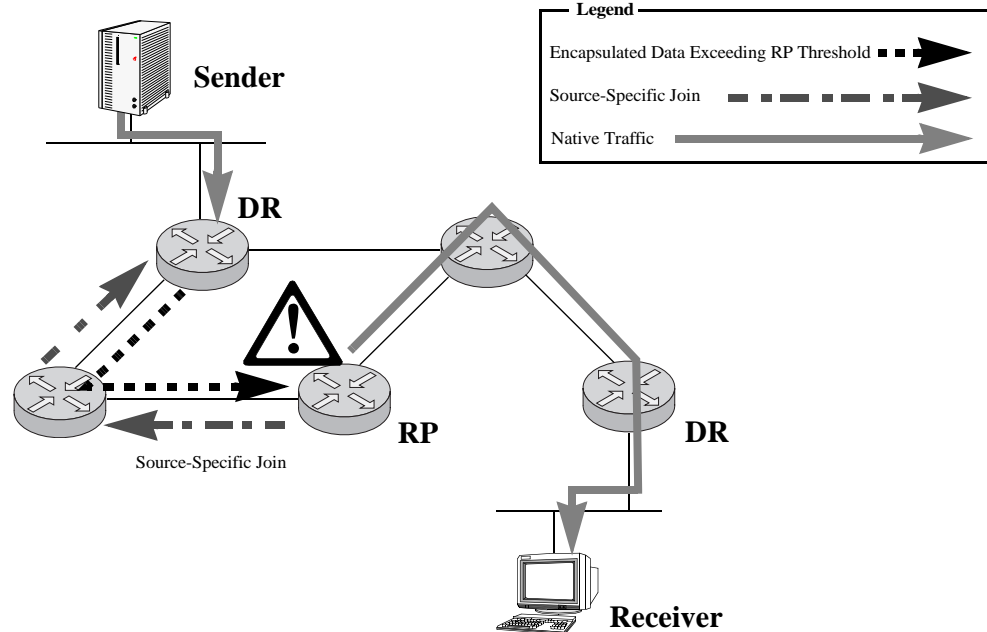 Legend
Encapsulated Data Exceeding RP Threshold
Source-Specific Join
Native Traffic
Sender
DR
RP
DR
Source-Specific Join
Receiver